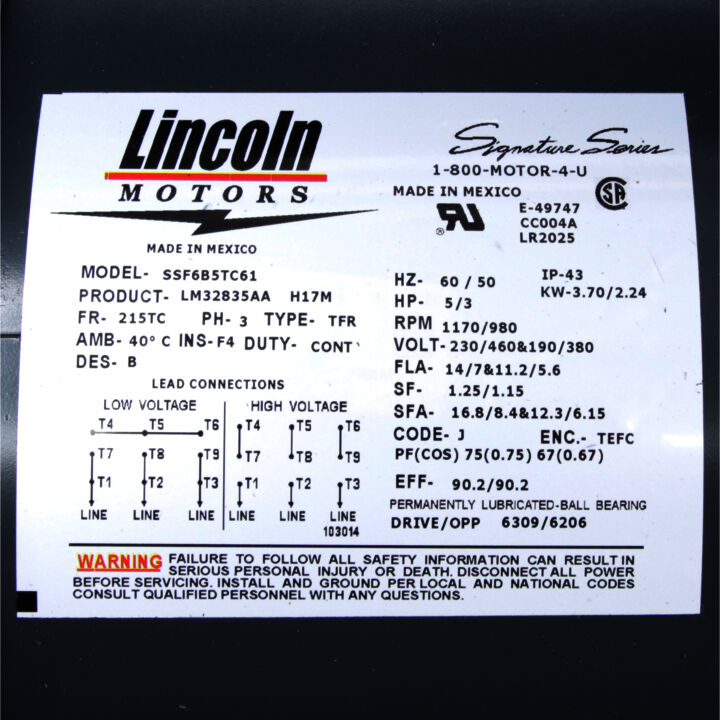 Lincoln
MOTORS
MADE IN MEXICO
Signature Series
1-800-MOTOR-4-U
MADE IN MEXICO
E-49747
CC004A
LR2025
MODEL- SSF6B5TC61
PRODUCT- LM32835AA H17M
FR- 215TC PH- 3 TYPE- TFR
AMB- 40° C INS- F4 DUTY- CONT
DES- B
HZ- 60 / 50 IP-43
HP- 5/3 KW-3.70/2.24
RPM 1170/980
VOLT- 230/460&190/380
FLA- 14/7&11.2/5.6
SF- 1.25/1.15
SFA- 16.8/8.4&12.3/6.15
CODE- J ENC.- TEFC
PF(COS) 75(0.75) 67(0.67)
EFF- 90.2/90.2
PERMANENTLY LUBRICATED-BALL BEARING
DRIVE/OPP 6309/6206
LEAD CONNECTIONS
LOW VOLTAGE
T4 T5 T6
T7 T8 T9
T1 T2 T3
LINE LINE LINE
HIGH VOLTAGE
T4 T5 T6
T7 T8 T9
T1 T2 T3
LINE LINE LINE
103014
WARNING FAILURE TO FOLLOW ALL SAFETY INFORMATION CAN RESULT IN
SERIOUS PERSONAL INJURY OR DEATH. DISCONNECT ALL POWER
BEFORE SERVICING. INSTALL AND GROUND PER LOCAL AND NATIONAL CODES
CONSULT QUALIFIED PERSONNEL WITH ANY QUESTIONS.